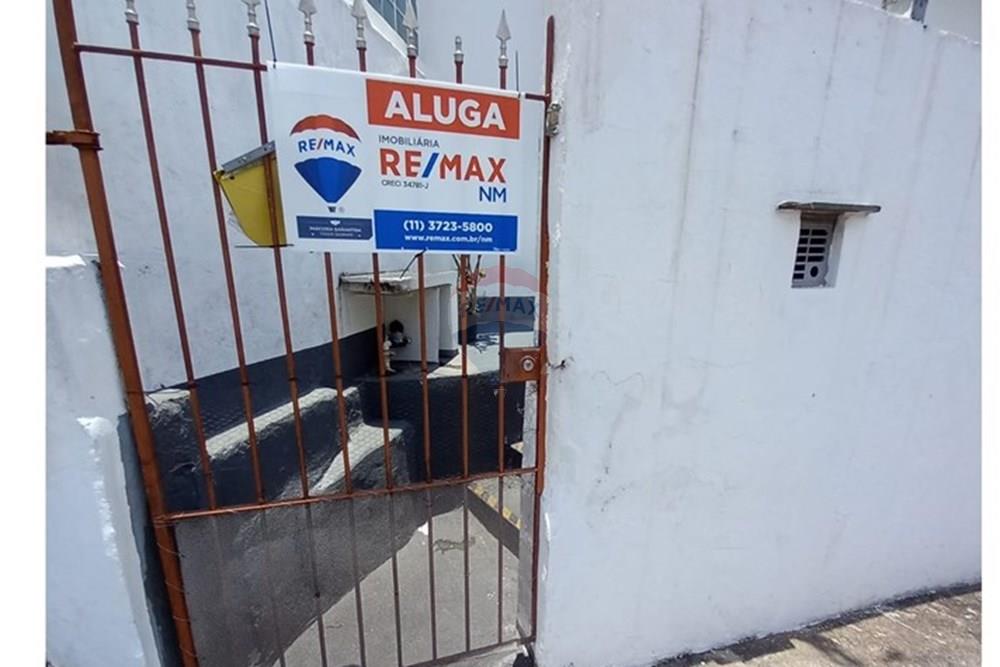 ALUGA
IMOBILIÁRIA
RE/MAX
RE/MAX
CRECI 34781-J
NM
(11) 3723-5800
www.remax.com.br/nm
RE/MAX